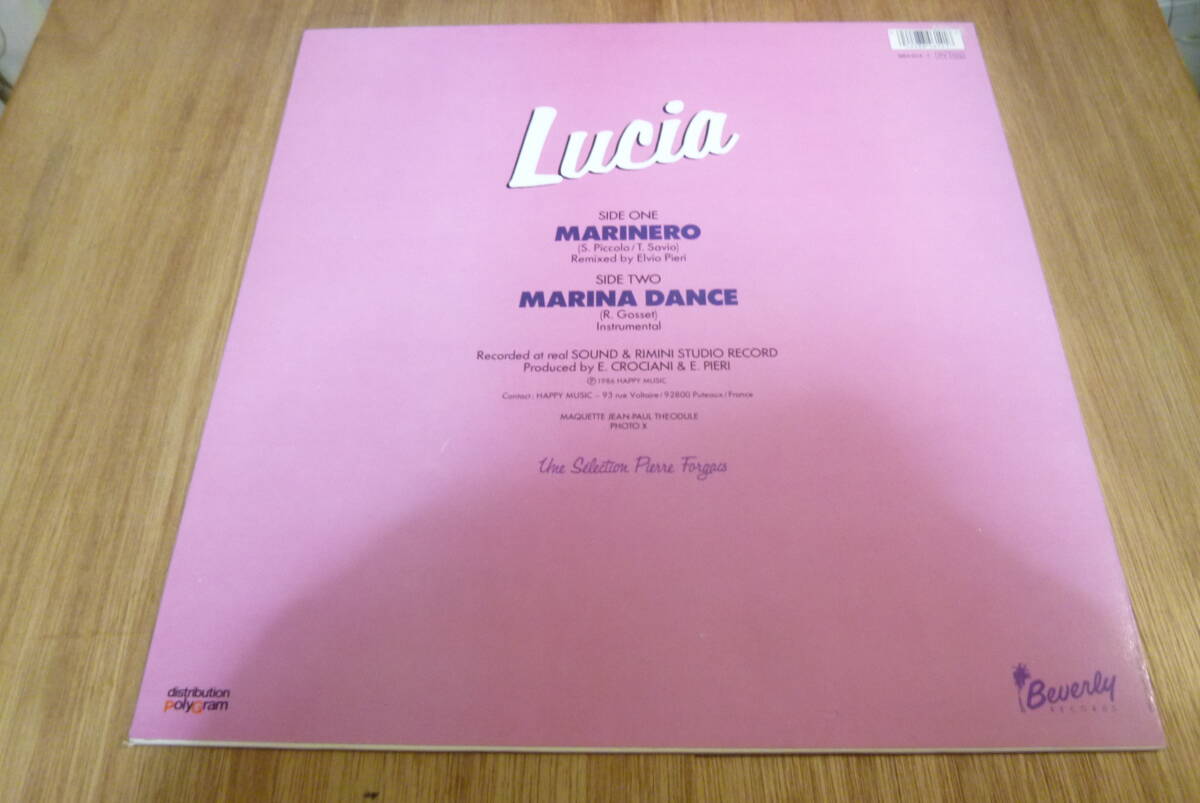 Lucia
SIDE ONE
MARINERO
(S. Piccolo/T. Savio)
Remixed by Elvio Pieri
SIDE TWO
MARINA DANCE
(R. Gosset)
Instrumental
Recorded at real SOUND & RIMINI STUDIO RECORD
Produced by E. CROCIANI & E. PIERI
Ⓟ1986 HAPPY MUSIC
Contact: HAPPY MUSIC – 93 rue Voltaire/92800 Puteaux/France
MAQUETTE JEAN-PAUL THEODULE
PHOTO X
Une Sélection Pierre Forgais
distribution
PolyGram
Beverly
RECORDS